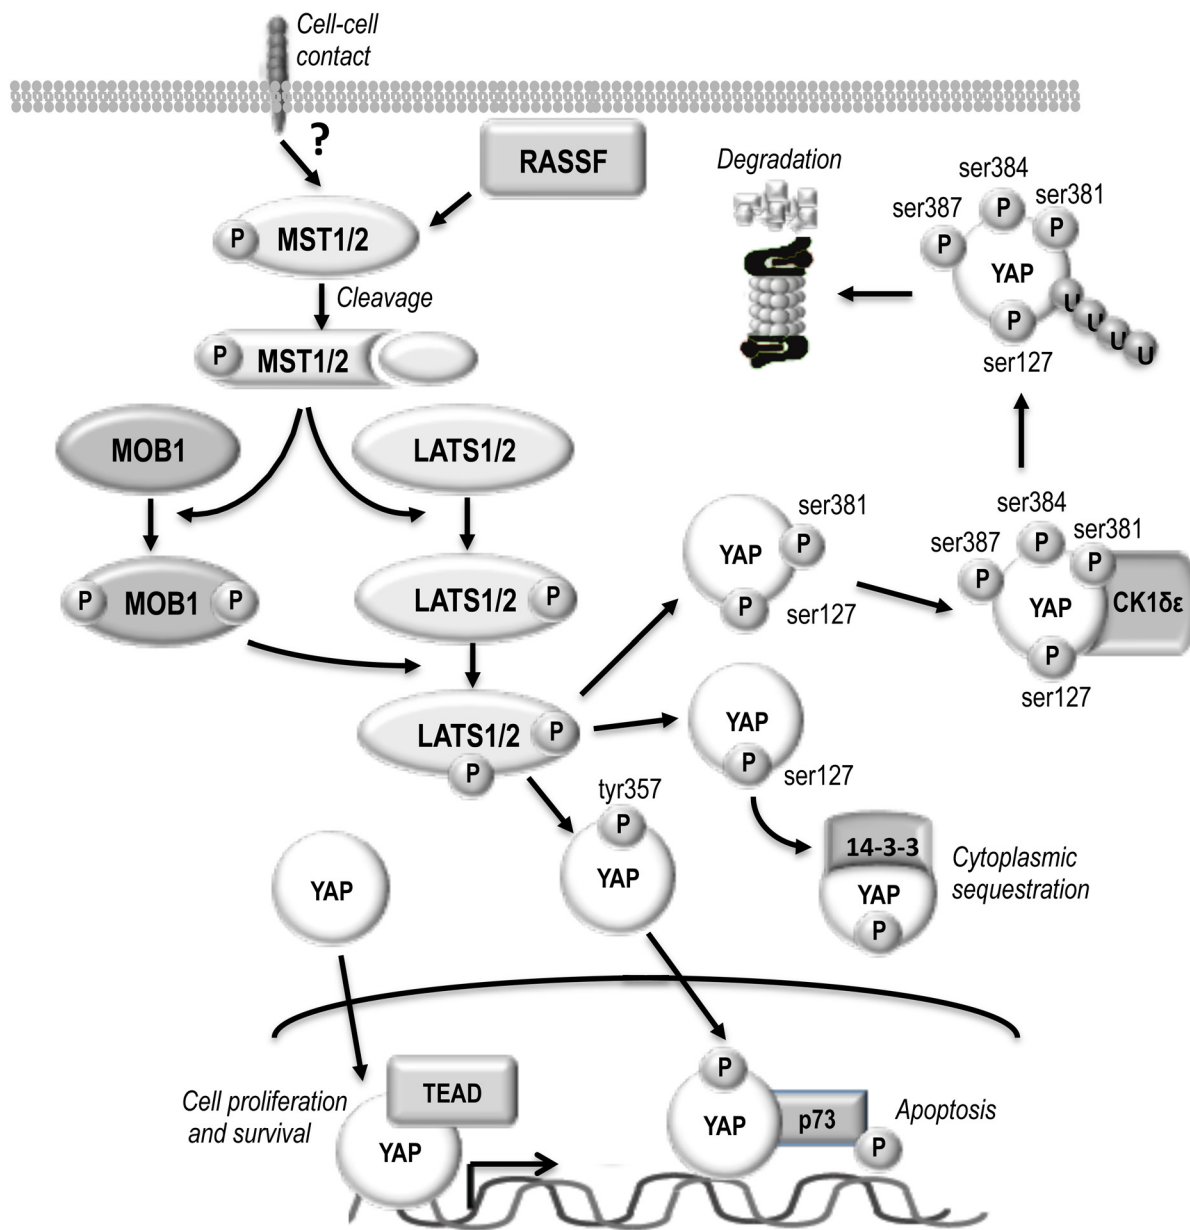 Cell-cell
contact
?
RASSF
P
MST1/2
Cleavage
P
MST1/2
MOB1
LATS1/2
P
MOB1
P
LATS1/2
P
LATS1/2
P
P
Degradation
ser384
ser387
ser381
P
P
P
YAP
P
U
U
U
U
ser127
ser381
YAP
P
P
ser127
ser384
ser387
ser381
P
P
P
YAP
CK1δε
P
ser127
YAP
P
ser127
tyr357
P
YAP
14-3-3
YAP
P
Cytoplasmic
sequestration
YAP
Cell proliferation
and survival
TEAD
YAP
P
YAP
p73
P
Apoptosis